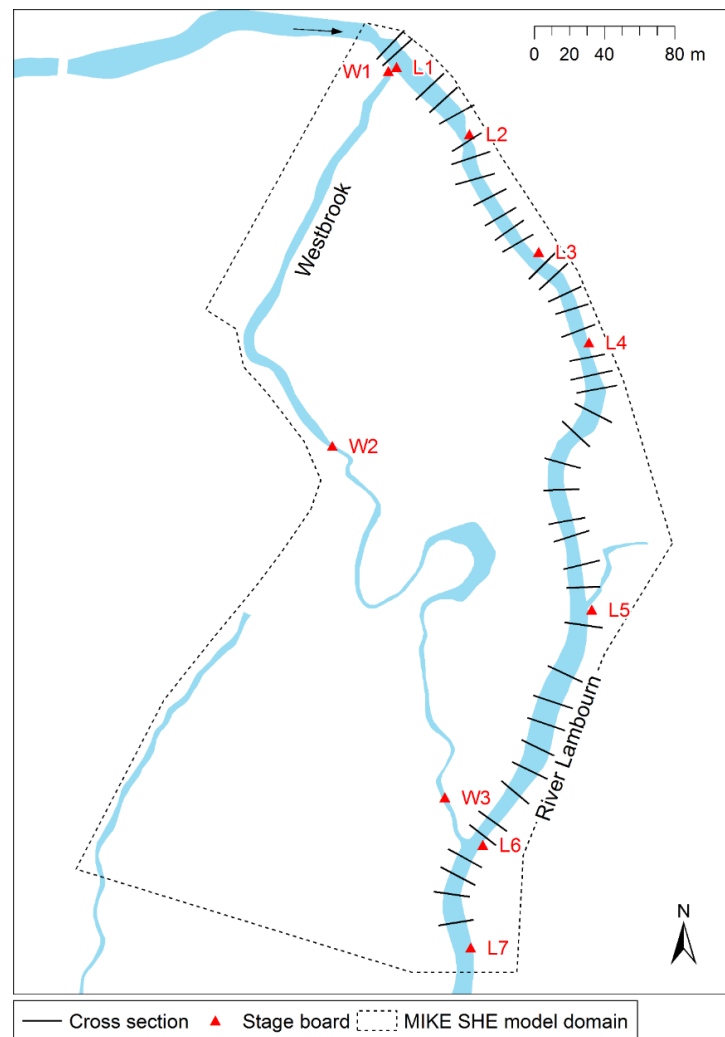 0 20 40 80 m
W1
L1
L2
Westbrook
L3
L4
W2
L5
River Lambourn
W3
L6
N
L7
Cross section
Stage board
MIKE SHE model domain